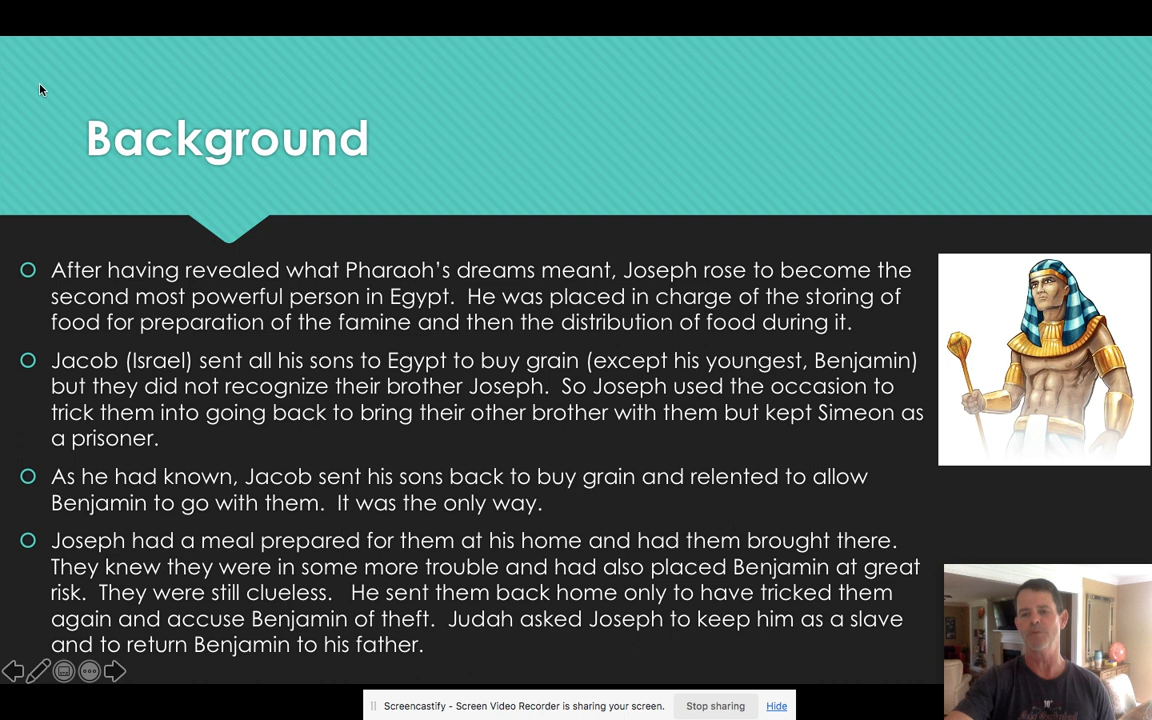 Background
After having revealed what Pharaoh's dreams meant, Joseph rose to become the
second most powerful person in Egypt.  He was placed in charge of the storing of
food for preparation of the famine and then the distribution of food during it.
Jacob (Israel) sent all his sons to Egypt to buy grain (except his youngest, Benjamin)
but they did not recognize their brother Joseph.  So Joseph used the occasion to
trick them into going back to bring their other brother with them but kept Simeon as
a prisoner.
As he had known, Jacob sent his sons back to buy grain and relented to allow
Benjamin to go with them.  It was the only way.
Joseph had a meal prepared for them at his home and had them brought there.
They knew they were in some more trouble and had also placed Benjamin at great
risk.  They were still clueless.   He sent them back home only to have tricked them
again and accuse Benjamin of theft.  Judah asked Joseph to keep him as a slave
and to return Benjamin to his father.
Screencastify - Screen Video Recorder is sharing your screen.
Stop sharing
Hide